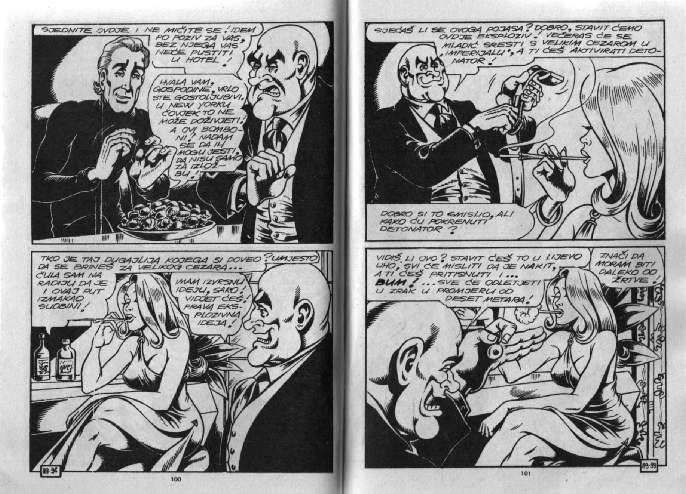 SJEDNITE OVDJE I NE MIČITE SE! IDEM
PO POZIV ZA VAS,
BEZ NJEGA VAS
NEĆE PUSTITI
U HOTEL!
HVALA VAM,
GOSPODINE, VRLO
STE GOSTOLJUBIVI.
U NEW YORKU
ČOVJEK TO NE
MOŽE DOŽIVJETI.
A OVI BOMBO-
NI? NADAM
SE DA IH
MOGU JESTI,
DA NISU SAMO
ZA IZLOŽ-
BU!
TKO JE TAJ DUGAJLIJA KOJEGA SI DOVEO
DA SE BRINEŠ ZA VELIKOG CEZARA...
ČULA SAM NA
RADIJU DA JE
I OVAJ PUT
IZMAKAO
SUDBINI.
?UMJESTO
IMAM IZVRSNU
IDEJU, SAKO,
VIDJET ĆEŠ!
PRAVA EKS-
PLOZIVNA
IDEJA!
100
SJEĆAŠ LI SE OVOGA POJASA? DOBRO, STAVIT ĆEMO
OVDJE EKSPLOZIV! VEČERAS ĆE SE
MLADIĆ SRESTI S VELIKIM CEZAROM U
"IMPERIJALU", A TI ĆEŠ AKTIVIRATI DETO-
NATOR!
DOBRO SI TO SMISLIO, ALI
KAKO ĆU POKRENUTI
DETONATOR?
VIDIŠ LI OVO? STAVIT ĆEŠ TO U LIJEVO
UHO, SVI ĆE MISLITI DA JE NAKIT,
A TI ĆEŠ PRITISNUTI I...
BUM!... SVE ĆE ODLETJETI
U ZRAK U PROMJERU OD
DESET METARA!
ZNAČI DA
MORAM BITI
DALEKO OD
ŽRTVE!
101